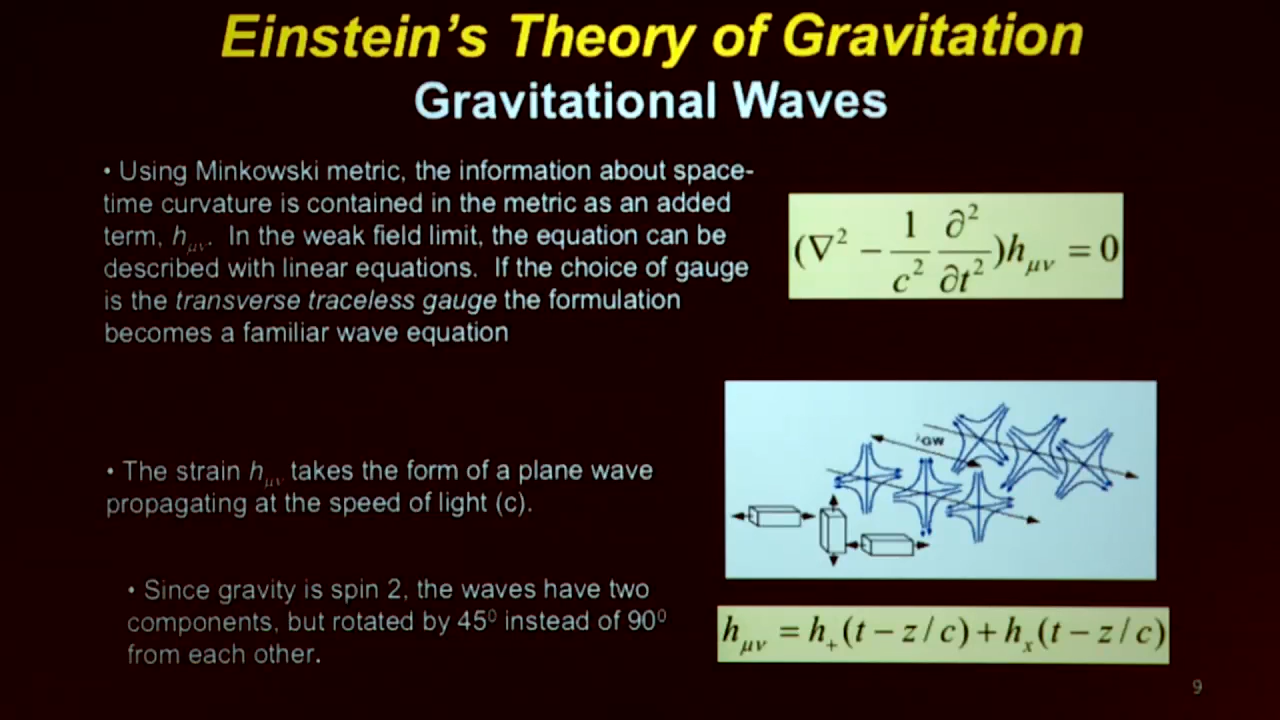 Einstein's Theory of Gravitation
Gravitational Waves
• Using Minkowski metric, the information about space-
time curvature is contained in the metric as an added
term, hμν. In the weak field limit, the equation can be
described with linear equations. If the choice of gauge
is the transverse traceless gauge the formulation
becomes a familiar wave equation
(∇² − 1/c² ∂²/∂t²)hμν = 0
λGW
• The strain hμν takes the form of a plane wave
propagating at the speed of light (c).
• Since gravity is spin 2, the waves have two
components, but rotated by 45⁰ instead of 90⁰
from each other.
hμν = h₊(t − z / c) + hₓ(t − z / c)
9